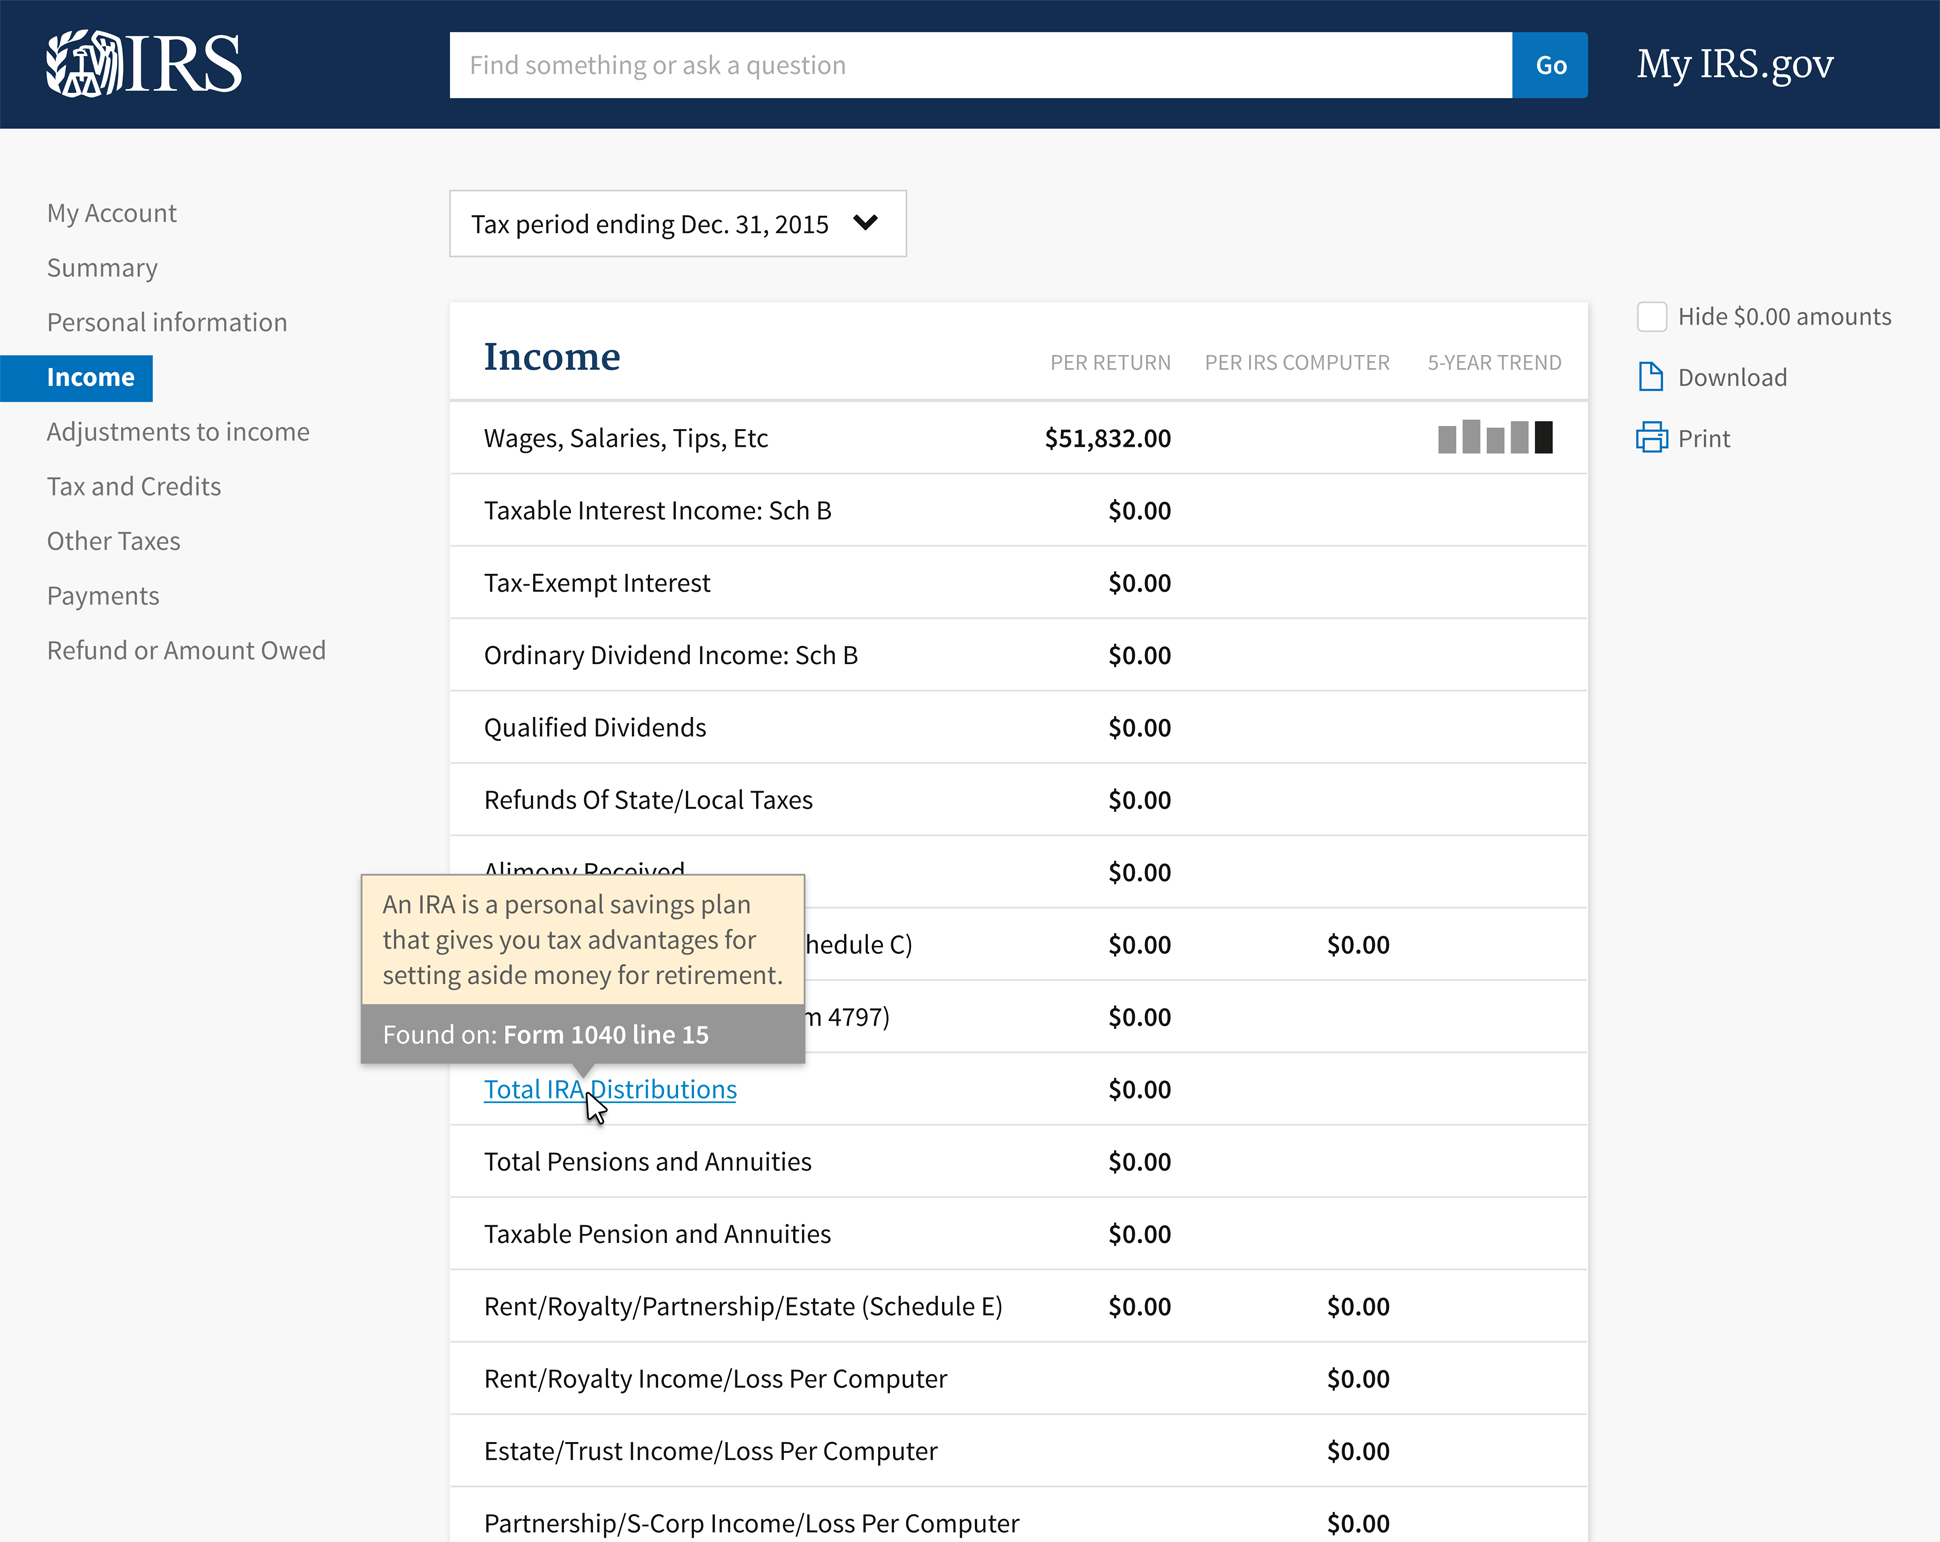 IRS
Find something or ask a question
Go
My IRS.gov
My Account
Summary
Personal information
Income
Adjustments to income
Tax and Credits
Other Taxes
Payments
Refund or Amount Owed
Tax period ending Dec. 31, 2015
Hide $0.00 amounts
Download
Print
Income PER RETURN PER IRS COMPUTER 5-YEAR TREND
Wages, Salaries, Tips, Etc $51,832.00
Taxable Interest Income: Sch B $0.00
Tax-Exempt Interest $0.00
Ordinary Dividend Income: Sch B $0.00
Qualified Dividends $0.00
Refunds Of State/Local Taxes $0.00
Alimony Received $0.00
An IRA is a personal savings plan
that gives you tax advantages for
setting aside money for retirement.
Found on: Form 1040 line 15
hedule C) $0.00 $0.00
4797) $0.00
Total IRA Distributions $0.00
Total Pensions and Annuities $0.00
Taxable Pension and Annuities $0.00
Rent/Royalty/Partnership/Estate (Schedule E) $0.00 $0.00
Rent/Royalty Income/Loss Per Computer $0.00
Estate/Trust Income/Loss Per Computer $0.00
Partnership/S-Corp Income/Loss Per Computer $0.00